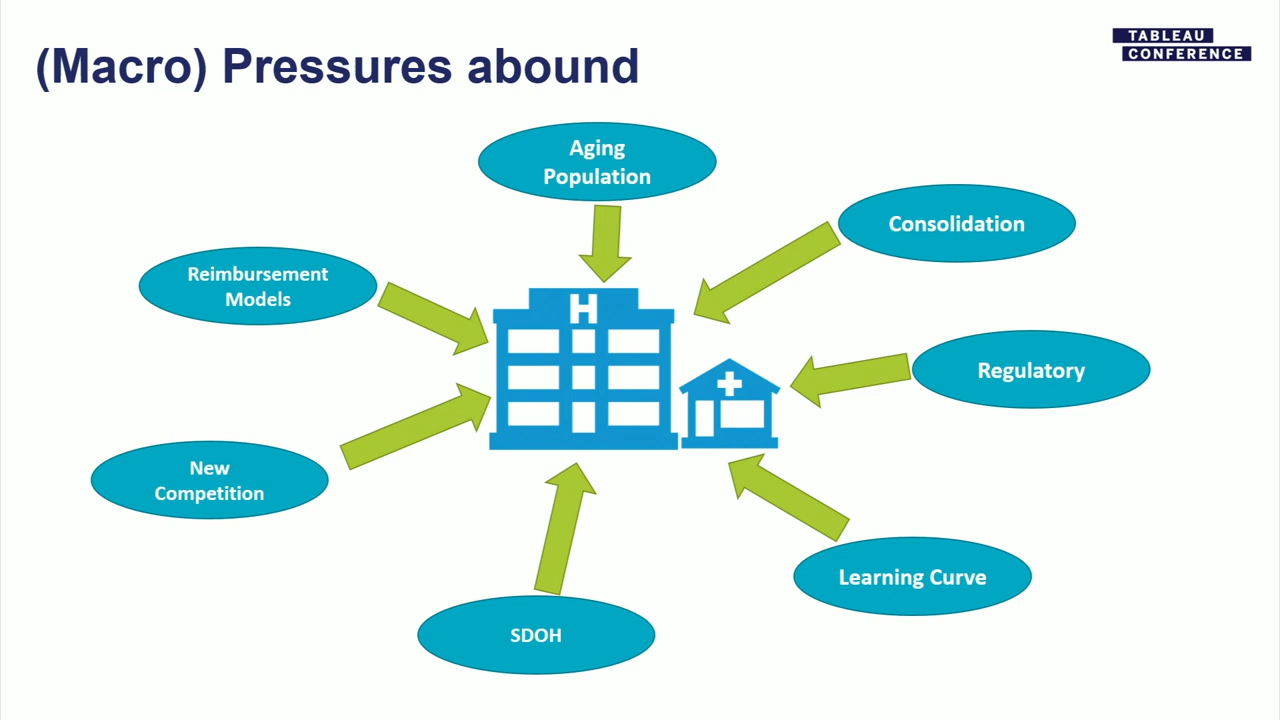 (Macro) Pressures abound
TABLEAU
CONFERENCE
Aging
Population
Consolidation
Reimbursement
Models
H
Regulatory
New
Competition
Learning Curve
SDOH